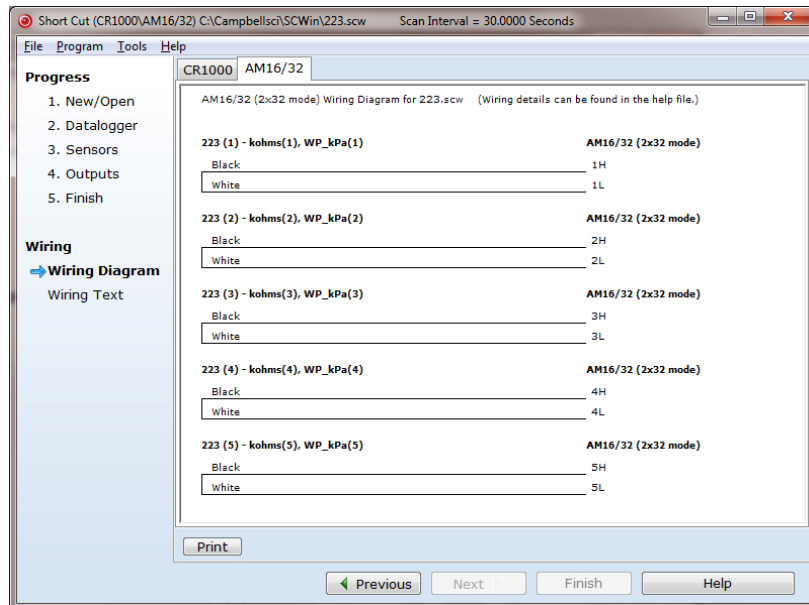 Short Cut (CR1000\AM16/32) C:\Campbellsci\SCWin\223.scw Scan Interval = 30.0000 Seconds
File Program Tools Help
Progress
1. New/Open
2. Datalogger
3. Sensors
4. Outputs
5. Finish
Wiring
Wiring Diagram
Wiring Text
CR1000 AM16/32
AM16/32 (2x32 mode) Wiring Diagram for 223.scw (Wiring details can be found in the help file.)
223 (1) - kohms(1), WP_kPa(1) AM16/32 (2x32 mode)
Black 1H
White 1L
223 (2) - kohms(2), WP_kPa(2) AM16/32 (2x32 mode)
Black 2H
White 2L
223 (3) - kohms(3), WP_kPa(3) AM16/32 (2x32 mode)
Black 3H
White 3L
223 (4) - kohms(4), WP_kPa(4) AM16/32 (2x32 mode)
Black 4H
White 4L
223 (5) - kohms(5), WP_kPa(5) AM16/32 (2x32 mode)
Black 5H
White 5L
Print
Previous Next Finish Help